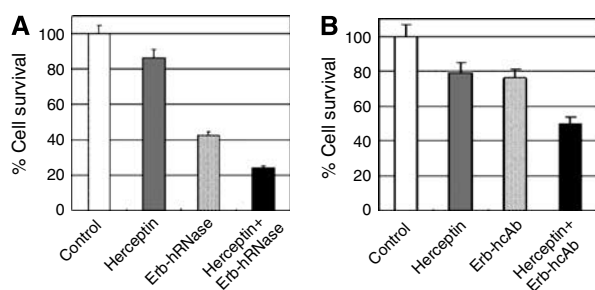 A
% Cell survival
100
80
60
40
20
0
Control
Herceptin
Erb-hRNase
Herceptin+
Erb-hRNase
B
% Cell survival
100
80
60
40
20
0
Control
Herceptin
Erb-hcAb
Herceptin+
Erb-hcAb